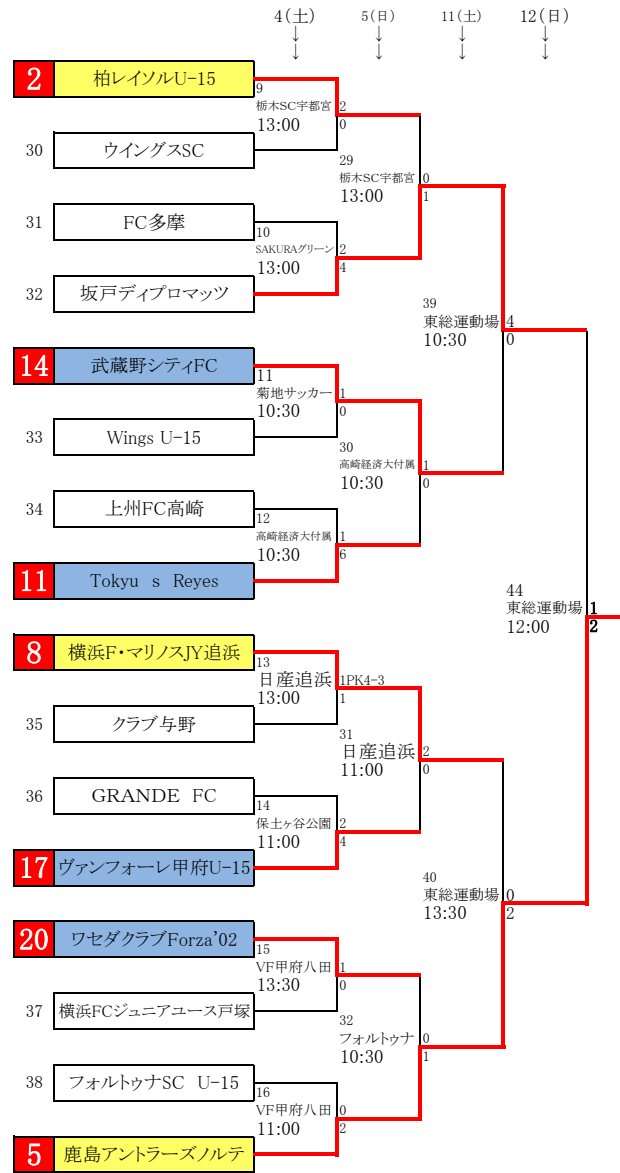 4(土) 5(日) 11(土) 12(日)
↓ ↓ ↓ ↓
↓ ↓ ↓ ↓
2 柏レイソルU-15
9
栃木SC宇都宮 2
13:00 0
30 ウイングスSC
29
栃木SC宇都宮 0
13:00 1
31 FC多摩
10
SAKURAグリーン 2
13:00 4
32 坂戸ディプロマッツ
39
東総運動場 4
10:30 0
14 武蔵野シティFC
11
菊地サッカー 1
10:30 0
33 Wings U-15
30
高崎経済大付属 1
10:30 0
34 上州FC高崎
12
高崎経済大付属 1
10:30 6
11 Tokyu s Reyes
44
東総運動場 1
12:00 2
8 横浜F・マリノスJY追浜
13
日産追浜 1PK4-3
13:00 1
35 クラブ与野
31
日産追浜 2
11:00 0
36 GRANDE FC
14
保土ヶ谷公園 2
11:00 4
17 ヴァンフォーレ甲府U-15
40
東総運動場 0
13:30 2
20 ワセダクラブForza'02
15
VF甲府八田 1
13:30 0
37 横浜FCジュニアユース戸塚
32
フォルトゥナ 0
10:30 1
38 フォルトゥナSC U-15
16
VF甲府八田 0
11:00 2
5 鹿島アントラーズノルテ